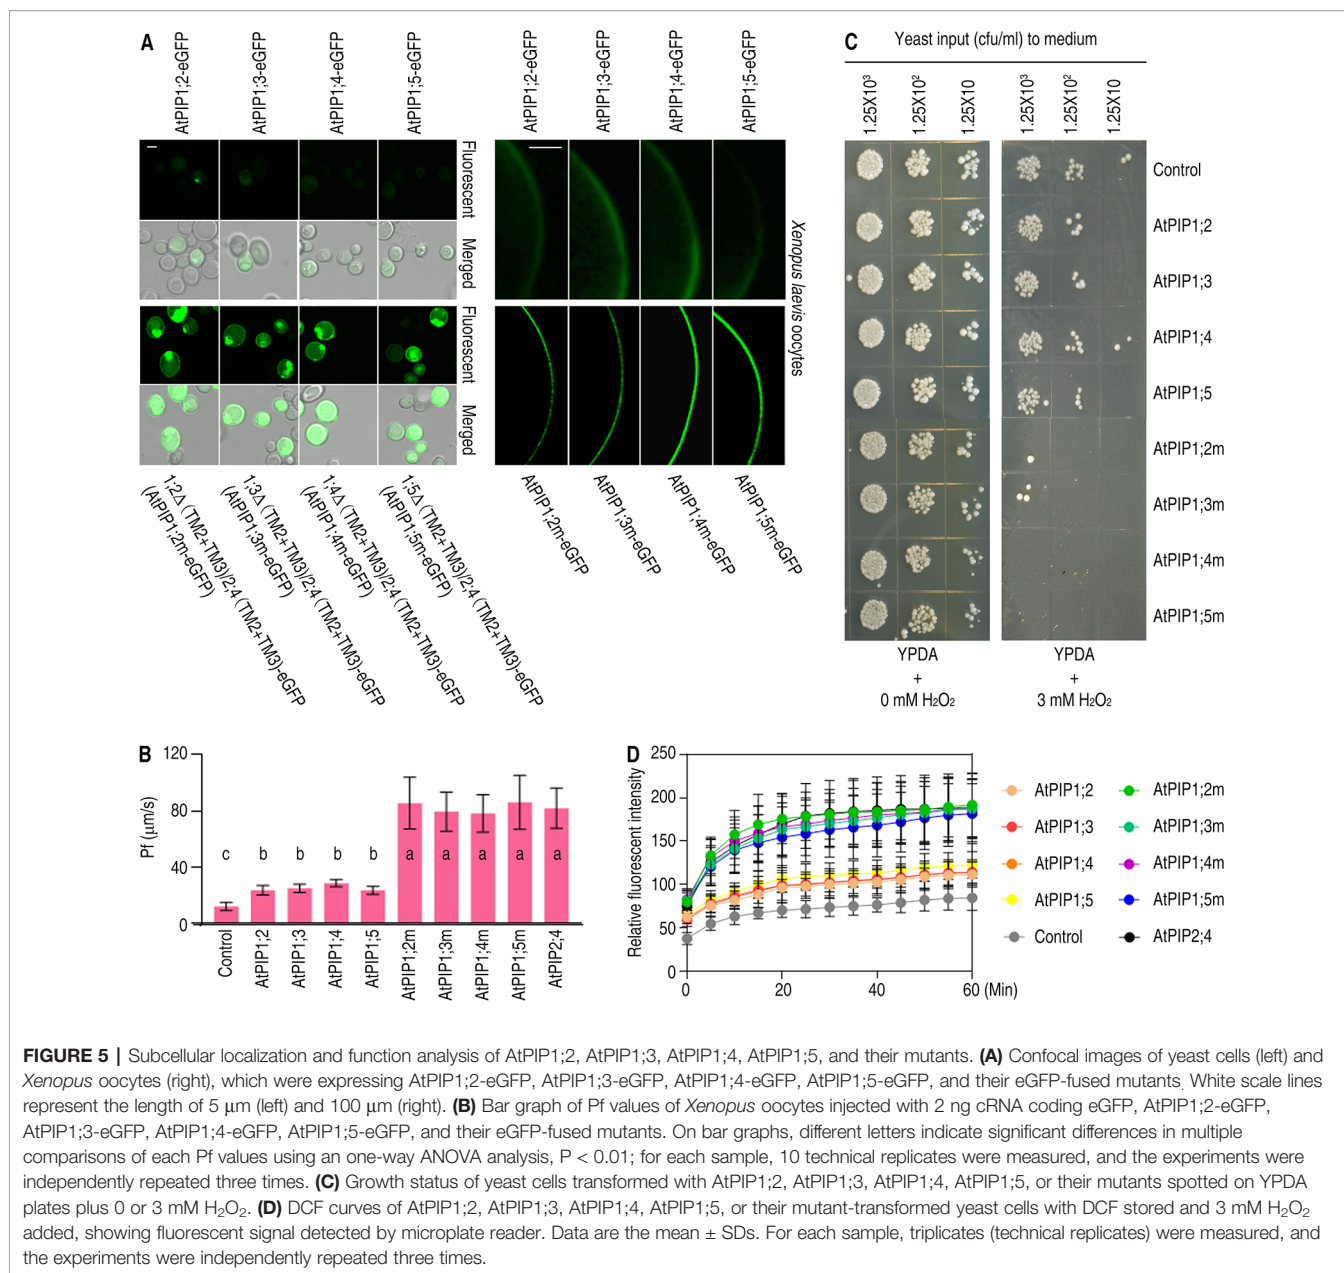 A
AtPIP1;2-eGFP
AtPIP1;3-eGFP
AtPIP1;4-eGFP
AtPIP1;5-eGFP
Fluorescent
Merged
Fluorescent
Merged
1;2Δ (TM2+TM3)/2;4 (TM2+TM3)-eGFP
(AtPIP1;2m-eGFP)
1;3Δ (TM2+TM3)/2;4 (TM2+TM3)-eGFP
(AtPIP1;3m-eGFP)
1;4Δ (TM2+TM3)/2;4 (TM2+TM3)-eGFP
(AtPIP1;4m-eGFP)
1;5Δ (TM2+TM3)/2;4 (TM2+TM3)-eGFP
(AtPIP1;5m-eGFP)
AtPIP1;2-eGFP
AtPIP1;3-eGFP
AtPIP1;4-eGFP
AtPIP1;5-eGFP
Xenopus laevis oocytes
AtPIP1;2m-eGFP
AtPIP1;3m-eGFP
AtPIP1;4m-eGFP
AtPIP1;5m-eGFP
C
Yeast input (cfu/ml) to medium
1.25X10³
1.25X10²
1.25X10
1.25X10³
1.25X10²
1.25X10
Control
AtPIP1;2
AtPIP1;3
AtPIP1;4
AtPIP1;5
AtPIP1;2m
AtPIP1;3m
AtPIP1;4m
AtPIP1;5m
YPDA
+
0 mM H₂O₂
YPDA
+
3 mM H₂O₂
B
Pf (μm/s)
120
80
40
0
c b b b b a a a a a
Control
AtPIP1;2
AtPIP1;3
AtPIP1;4
AtPIP1;5
AtPIP1;2m
AtPIP1;3m
AtPIP1;4m
AtPIP1;5m
AtPIP2;4
D
Relative fluorescent intensity
250
200
150
100
50
0
0 20 40 60 (Min)
AtPIP1;2 AtPIP1;2m
AtPIP1;3 AtPIP1;3m
AtPIP1;4 AtPIP1;4m
AtPIP1;5 AtPIP1;5m
Control AtPIP2;4
FIGURE 5 | Subcellular localization and function analysis of AtPIP1;2, AtPIP1;3, AtPIP1;4, AtPIP1;5, and their mutants. (A) Confocal images of yeast cells (left) and
Xenopus oocytes (right), which were expressing AtPIP1;2-eGFP, AtPIP1;3-eGFP, AtPIP1;4-eGFP, AtPIP1;5-eGFP, and their eGFP-fused mutants. White scale lines
represent the length of 5 μm (left) and 100 μm (right). (B) Bar graph of Pf values of Xenopus oocytes injected with 2 ng cRNA coding eGFP, AtPIP1;2-eGFP,
AtPIP1;3-eGFP, AtPIP1;4-eGFP, AtPIP1;5-eGFP, and their eGFP-fused mutants. On bar graphs, different letters indicate significant differences in multiple
comparisons of each Pf values using an one-way ANOVA analysis, P < 0.01; for each sample, 10 technical replicates were measured, and the experiments were
independently repeated three times. (C) Growth status of yeast cells transformed with AtPIP1;2, AtPIP1;3, AtPIP1;4, AtPIP1;5, or their mutants spotted on YPDA
plates plus 0 or 3 mM H₂O₂. (D) DCF curves of AtPIP1;2, AtPIP1;3, AtPIP1;4, AtPIP1;5, or their mutant-transformed yeast cells with DCF stored and 3 mM H₂O₂
added, showing fluorescent signal detected by microplate reader. Data are the mean ± SDs. For each sample, triplicates (technical replicates) were measured, and
the experiments were independently repeated three times.